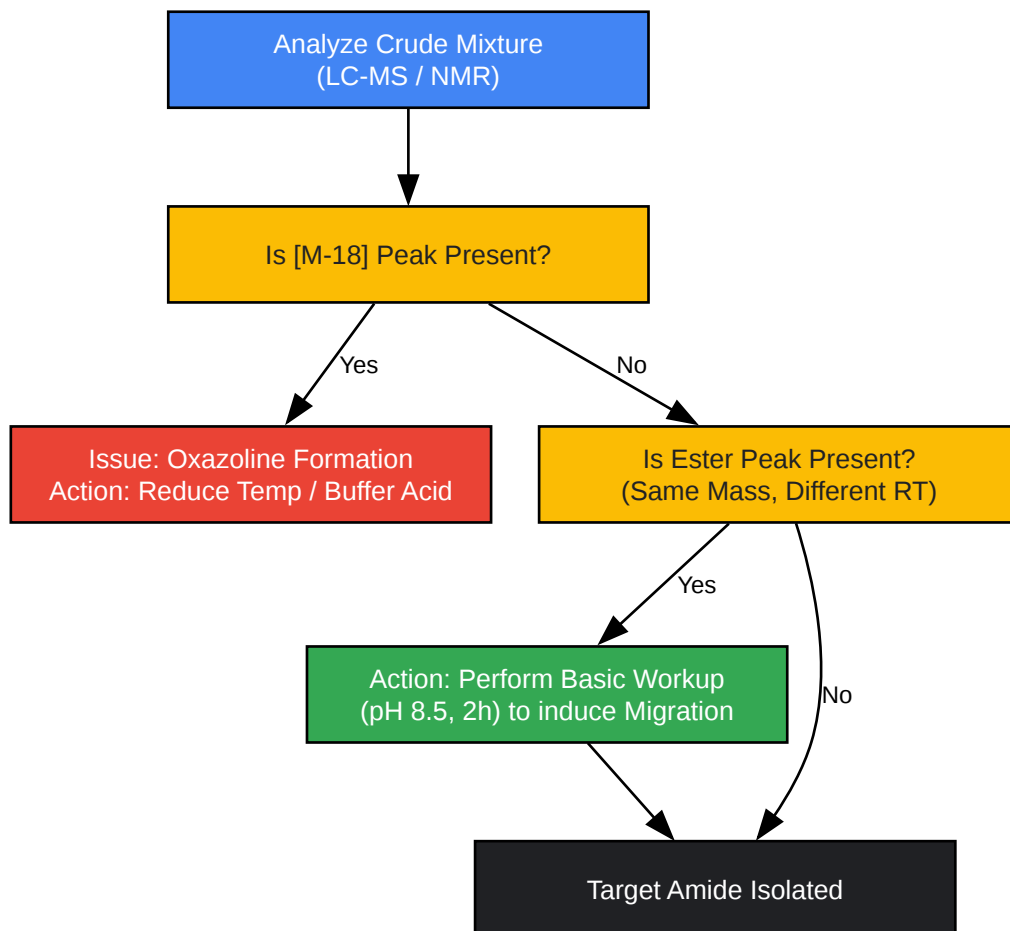 Analyze Crude Mixture
(LC-MS / NMR)
Is [M-18] Peak Present?
Yes
No
Issue: Oxazoline Formation
Action: Reduce Temp / Buffer Acid
Is Ester Peak Present?
(Same Mass, Different RT)
Yes
Action: Perform Basic Workup
(pH 8.5, 2h) to induce Migration
No
Target Amide Isolated